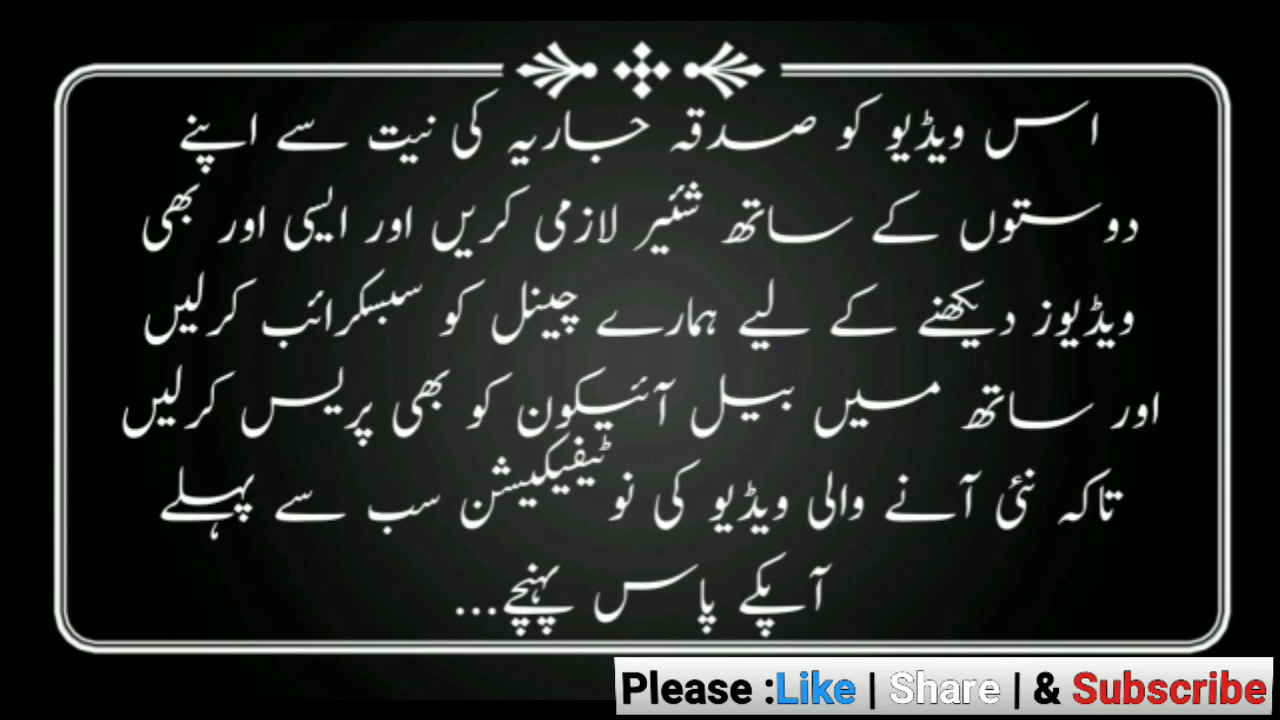 اس ویڈیو کو صدقہ جاریہ کی نیت سے اپنے
دوستوں کے ساتھ شئیر لازمی کریں اور ایسی اور بھی
ویڈیوز دیکھنے کے لیے ہمارے چینل کو سبسکرائب کرلیں
اور ساتھ میں بیل آئیکون کو بھی پریس کرلیں
تاکہ نئی آنے والی ویڈیو کی نوٹیفیکیشن سب سے پہلے
آپکے پاس پہنچے...
Please :Like | Share | & Subscribe